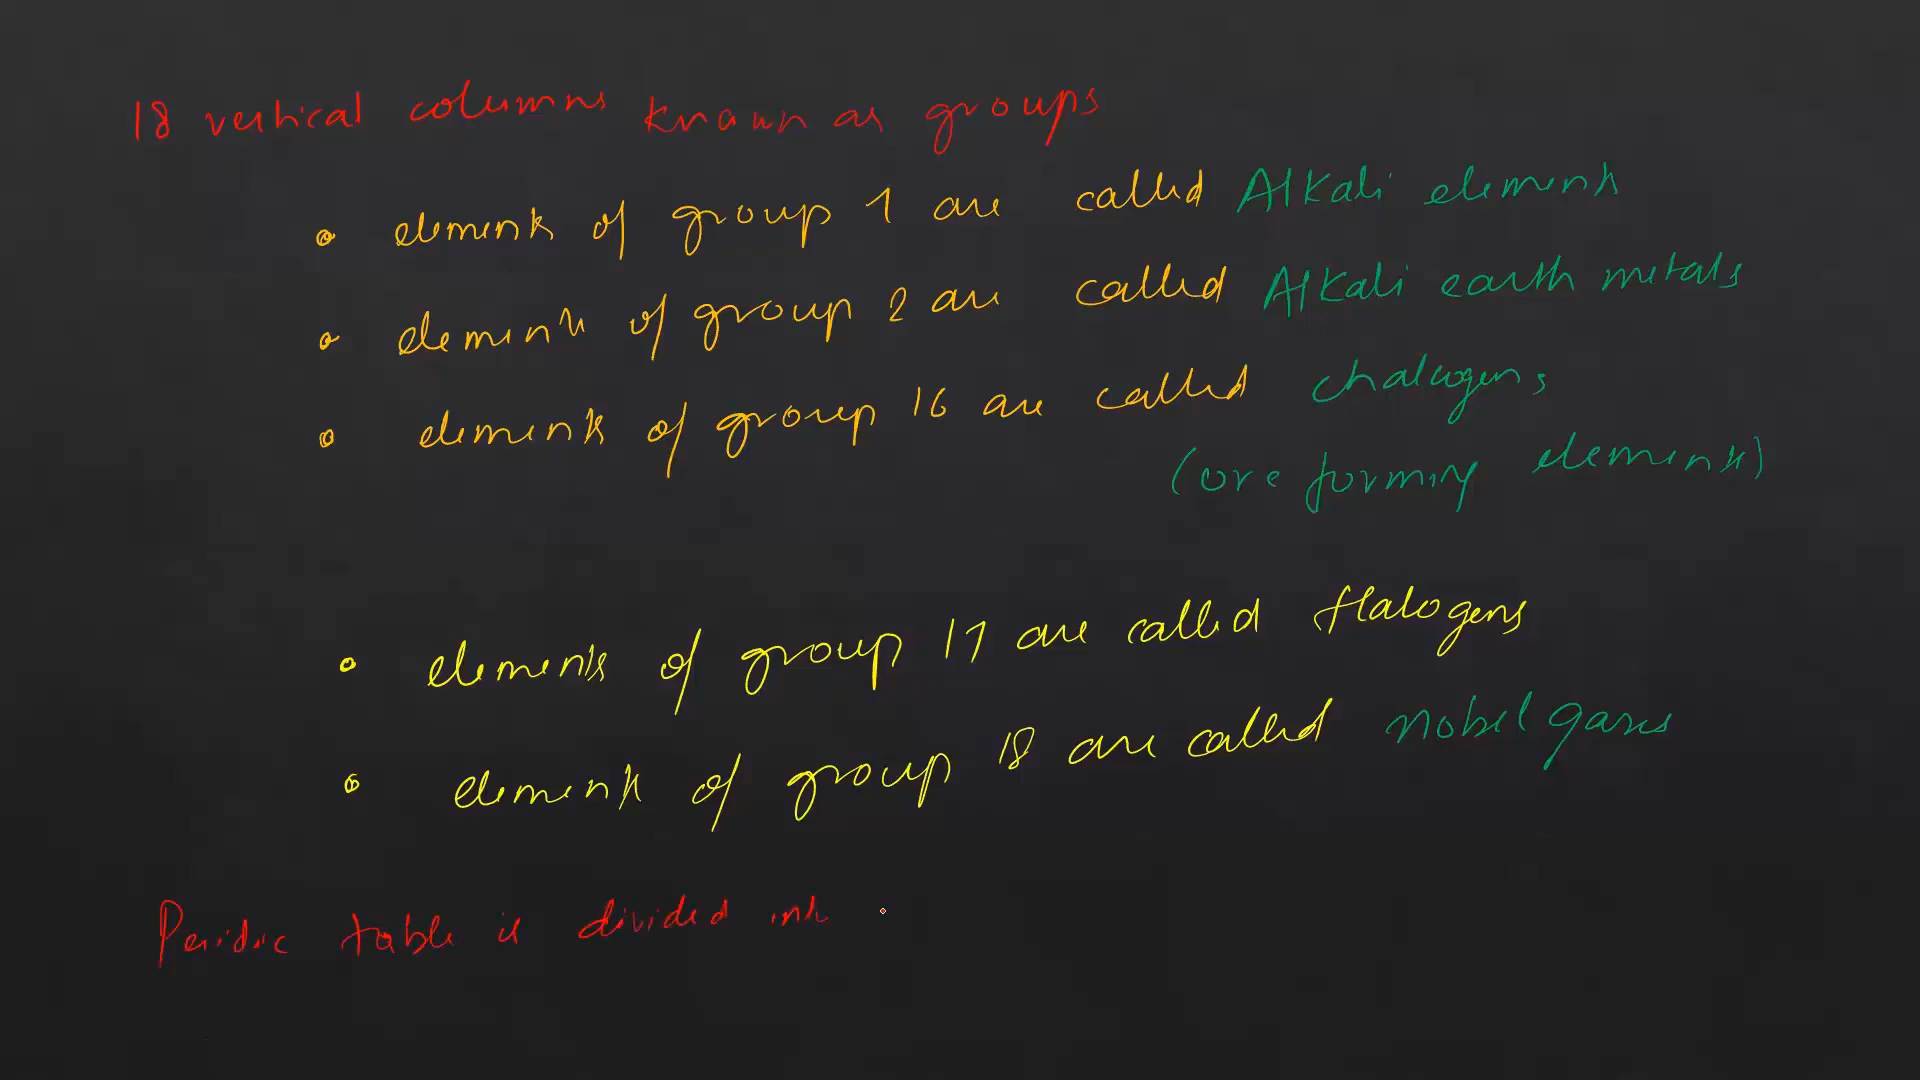 18 vertical columns known as groups
• elements of group 1 are called Alkali elements
• elements of group 2 are called Alkali earth metals
• elements of group 16 are called chalcogens
(ore forming elements)
• elements of group 17 are called Halogens
• elements of group 18 are called nobel gases
Peridic table is divided into